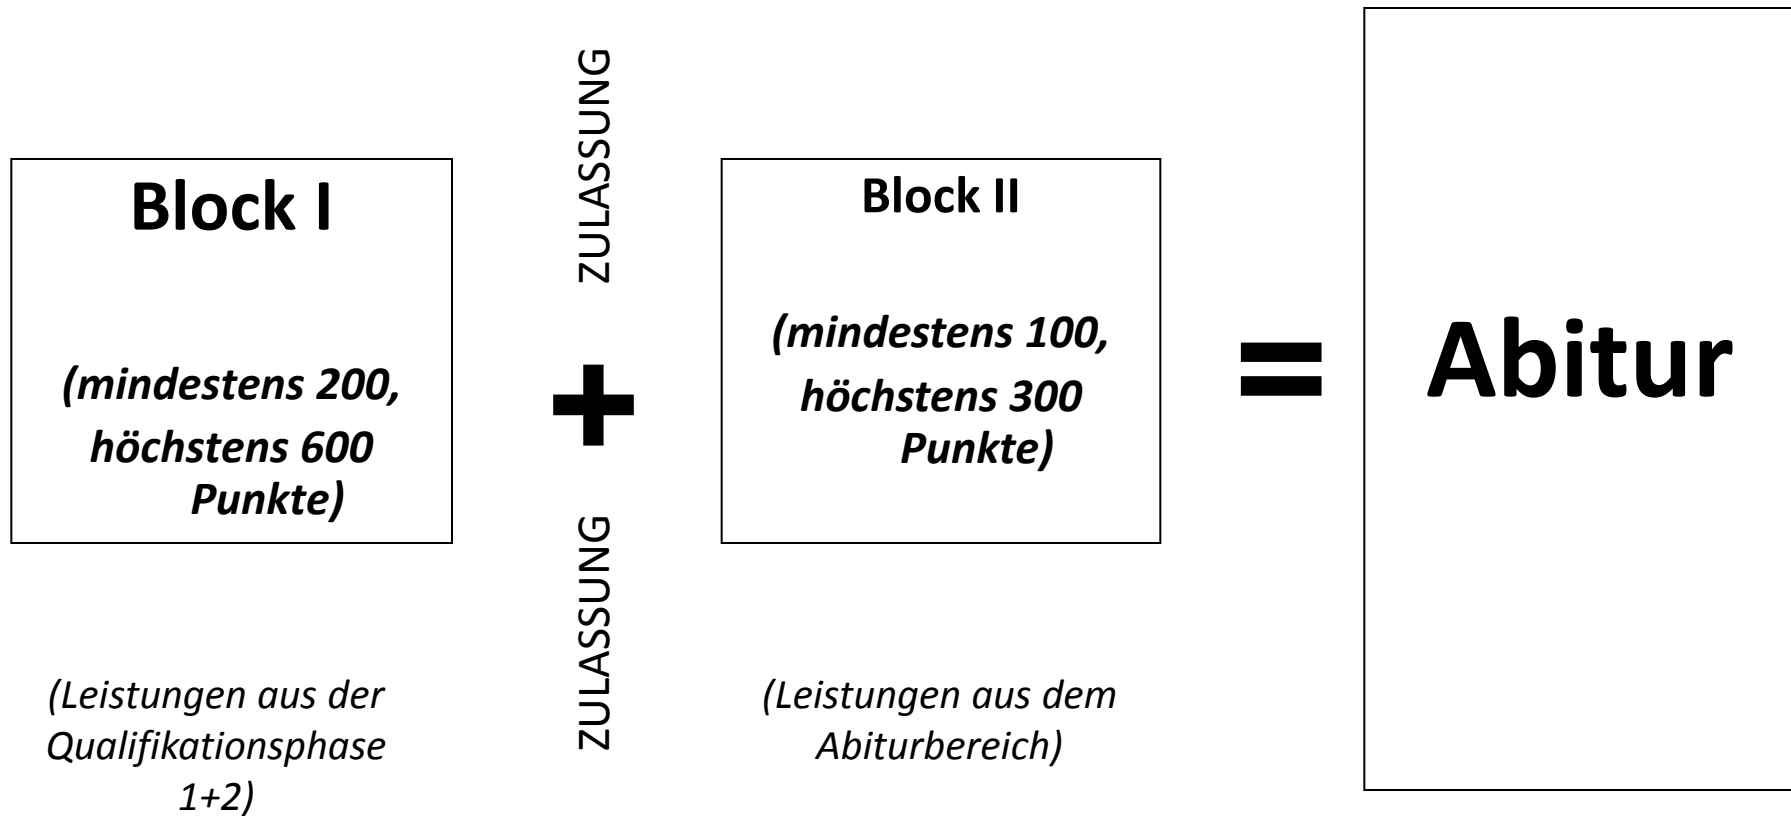 Block I
(mindestens 200,
höchstens 600
Punkte)
(Leistungen aus der
Qualifikationsphase
1+2)
ZULASSUNG
+
ZULASSUNG
Block II
(mindestens 100,
höchstens 300
Punkte)
(Leistungen aus dem
Abiturbereich)
=
Abitur